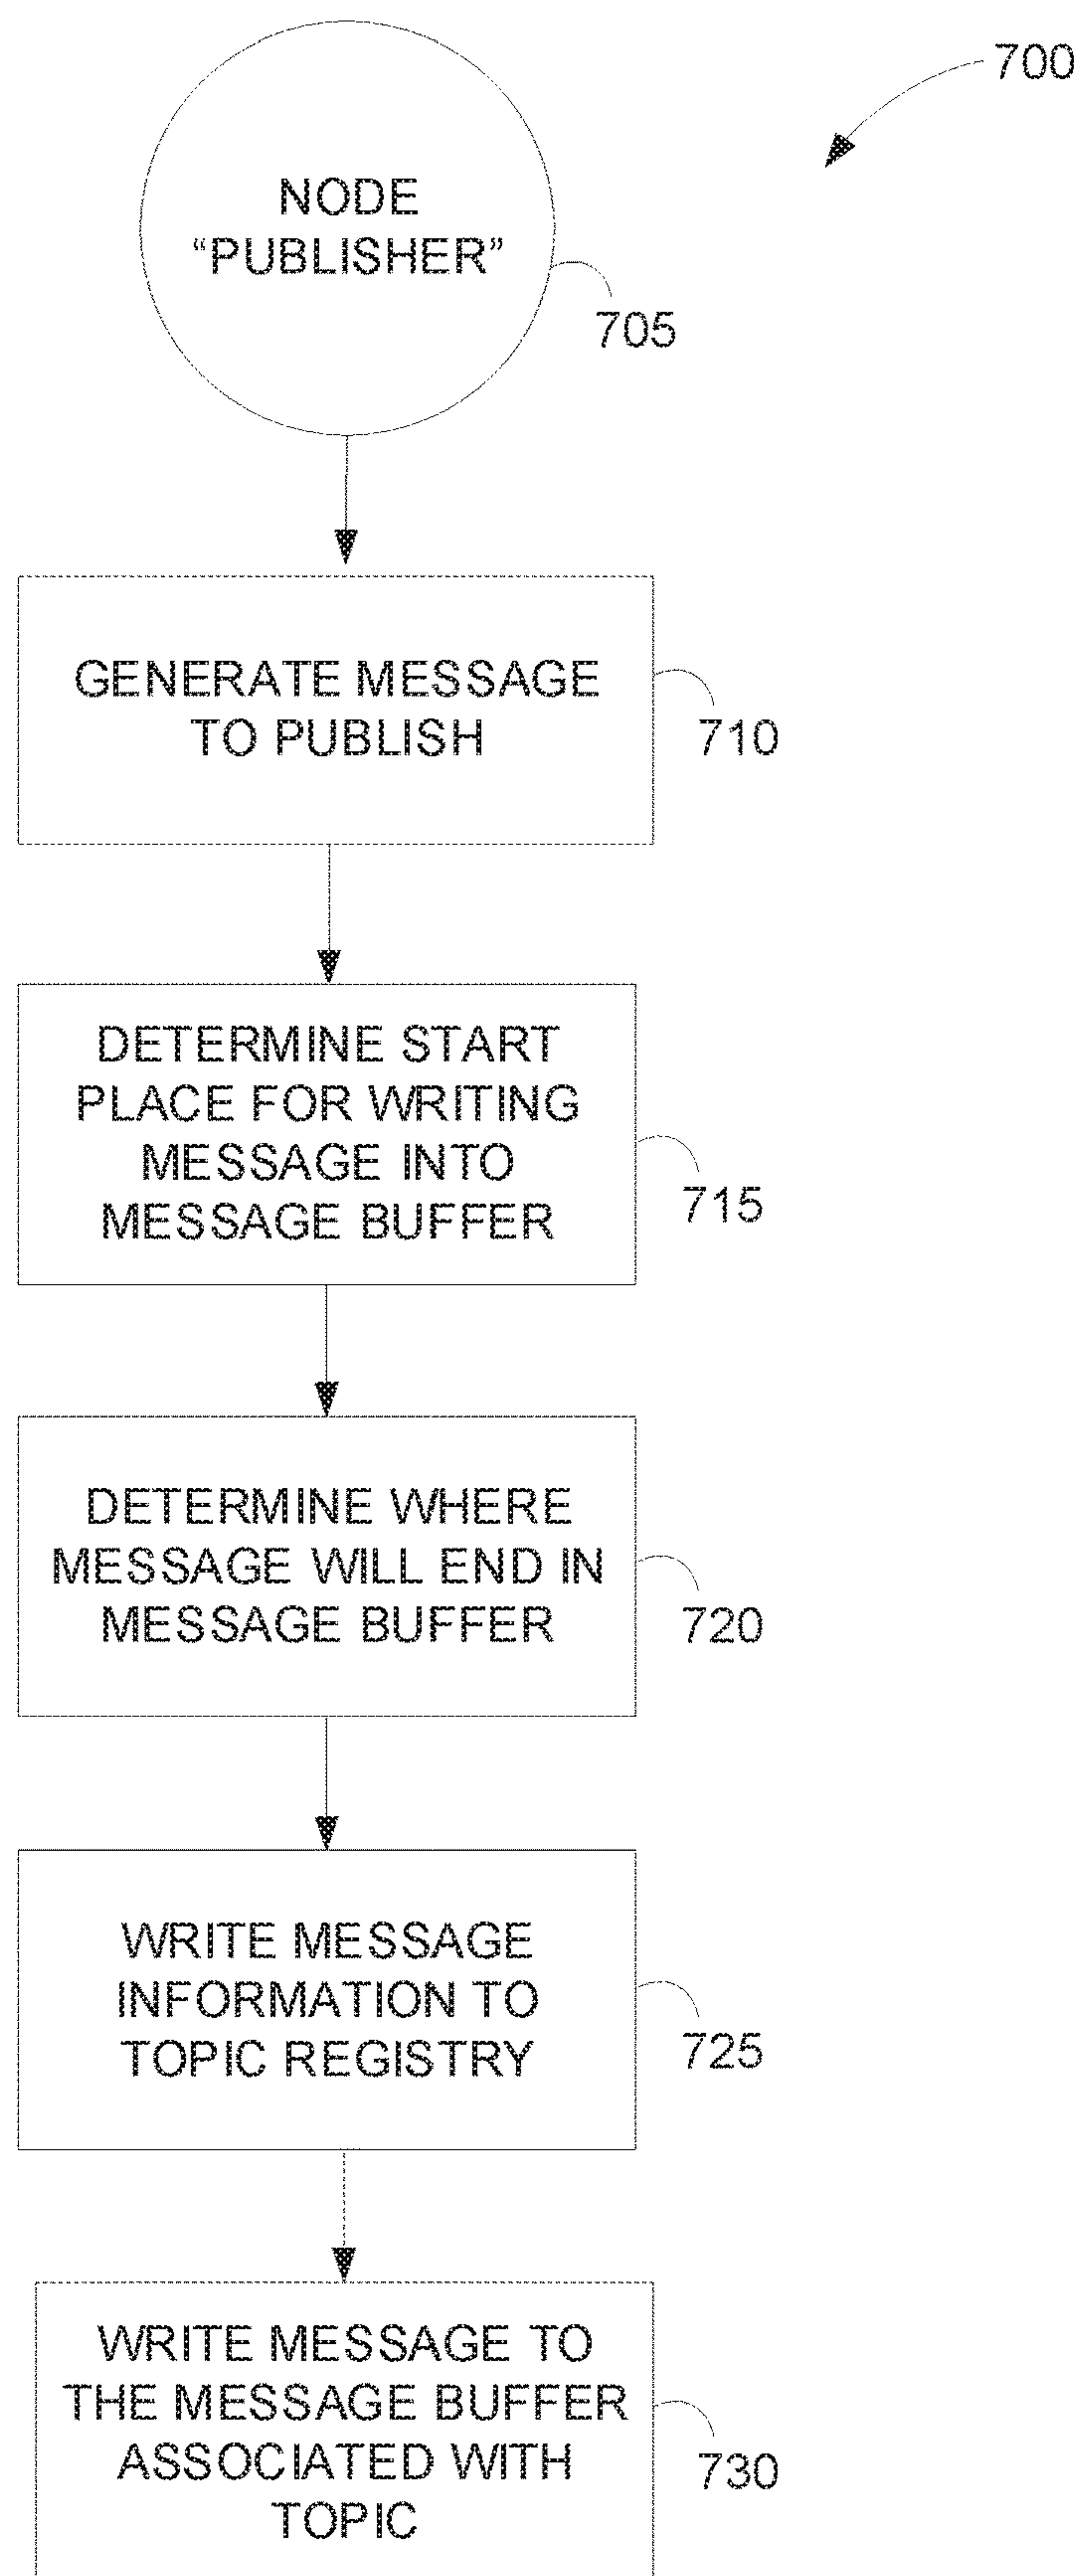 700
NODE
“PUBLISHER”
705
GENERATE MESSAGE
TO PUBLISH
710
DETERMINE START
PLACE FOR WRITING
MESSAGE INTO
MESSAGE BUFFER
715
DETERMINE WHERE
MESSAGE WILL END IN
MESSAGE BUFFER
720
WRITE MESSAGE
INFORMATION TO
TOPIC REGISTRY
725
WRITE MESSAGE TO
THE MESSAGE BUFFER
ASSOCIATED WITH
TOPIC
730